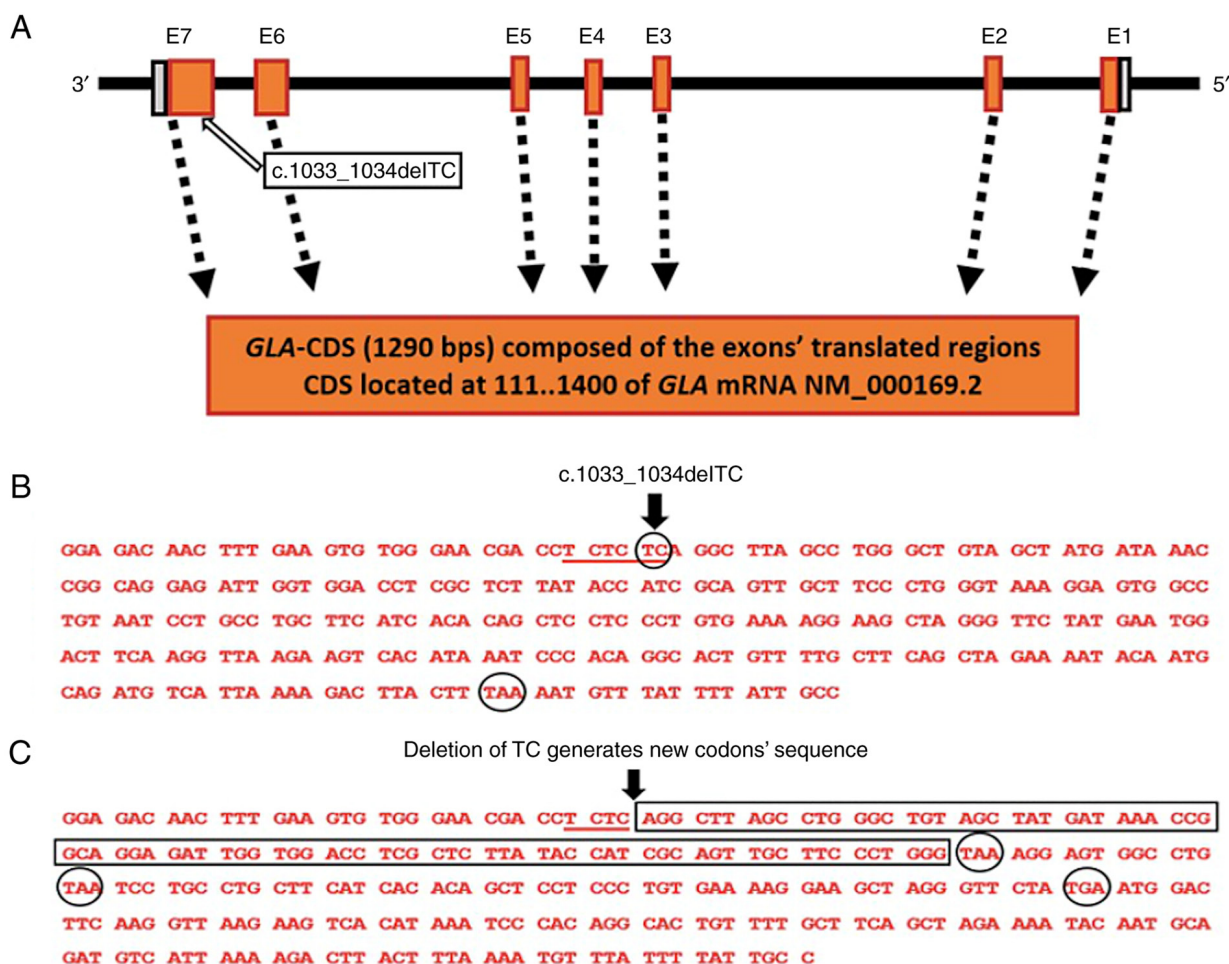 A
E7 E6 E5 E4 E3 E2 E1
3′ 5′
c.1033_1034delTC
GLA-CDS (1290 bps) composed of the exons’ translated regions
CDS located at 111..1400 of GLA mRNA NM_000169.2
B
c.1033_1034delTC
GGA GAC AAC TTT GAA GTG TGG GAA CGA CCT CTC TCA GGC TTA GCC TGG GCT GTA GCT ATG ATA AAC
CGG CAG GAG ATT GGT GGA CCT CGC TCT TAT ACC ATC GCA GTT GCT TCC CTG GGT AAA GGA GTG GCC
TGT AAT CCT GCC TGC TTC ATC ACA CAG CTC CTC CCT GTG AAA AGG AAG CTA GGG TTC TAT GAA TGG
ACT TCA AGG TTA AGA AGT CAC ATA AAT CCC ACA GGC ACT GTT TTG CTT CAG CTA GAA AAT ACA ATG
CAG ATG TCA TTA AAA GAC TTA CTT TAA AAT GTT TAT TTT ATT GCC
C
Deletion of TC generates new codons’ sequence
GGA GAC AAC TTT GAA GTG TGG GAA CGA CCT CTC AGG CTT AGC CTG GGC TGT AGC TAT GAT AAA CCG
GCA GGA GAT TGG TGG ACC TCG CTC TTA TAC CAT CGC AGT TGC TTC CCT GGG TAA AGG AGT GGC CTG
TAA TCC TGC CTG CTT CAT CAC ACA GCT CCT CCC TGT GAA AAG GAA GCT AGG GTT CTA TGA ATG GAC
TTC AAG GTT AAG AAG TCA CAT AAA TCC CAC AGG CAC TGT TTT GCT TCA GCT AGA AAA TAC AAT GCA
GAT GTC ATT AAA AGA CTT ACT TTA AAA TGT TTA TTT TAT TGC C